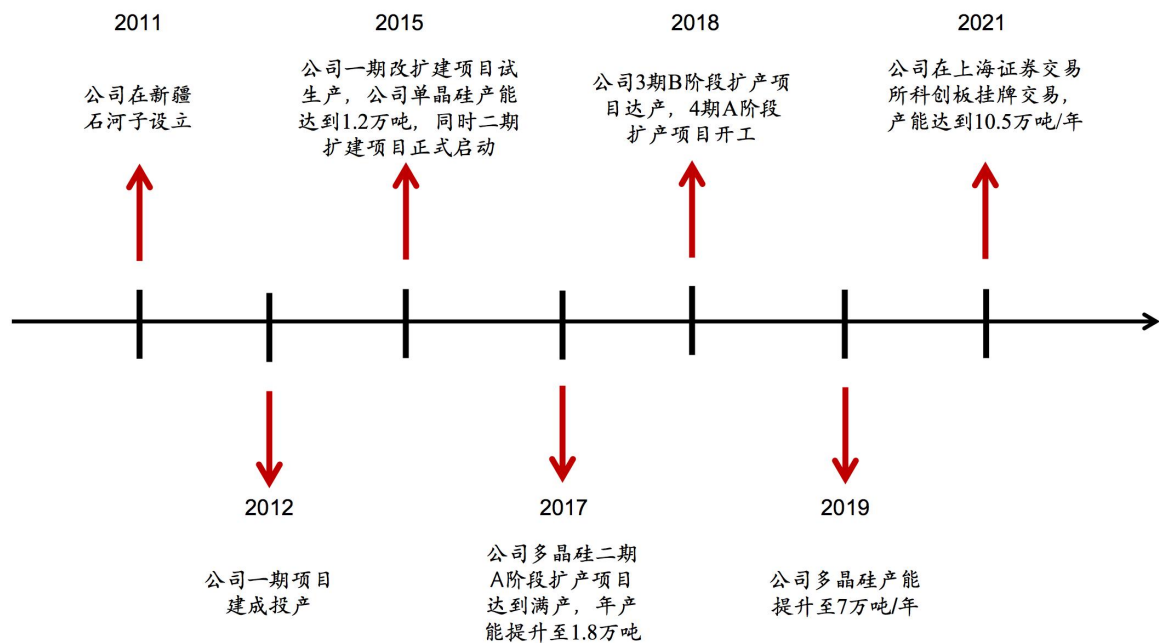 2011
公司在新疆
石河子设立
2015
公司一期改扩建项目试
生产，公司单晶硅产能
达到1.2万吨，同时二期
扩建项目正式启动
2018
公司3期B阶段扩产项
目达产，4期A阶段
扩产项目开工
2021
公司在上海证券交易
所科创板挂牌交易，
产能达到10.5万吨/年
2012
公司一期项目
建成投产
2017
公司多晶硅二期
A阶段扩产项目
达到满产，年产
能提升至1.8万吨
2019
公司多晶硅产能
提升至7万吨/年